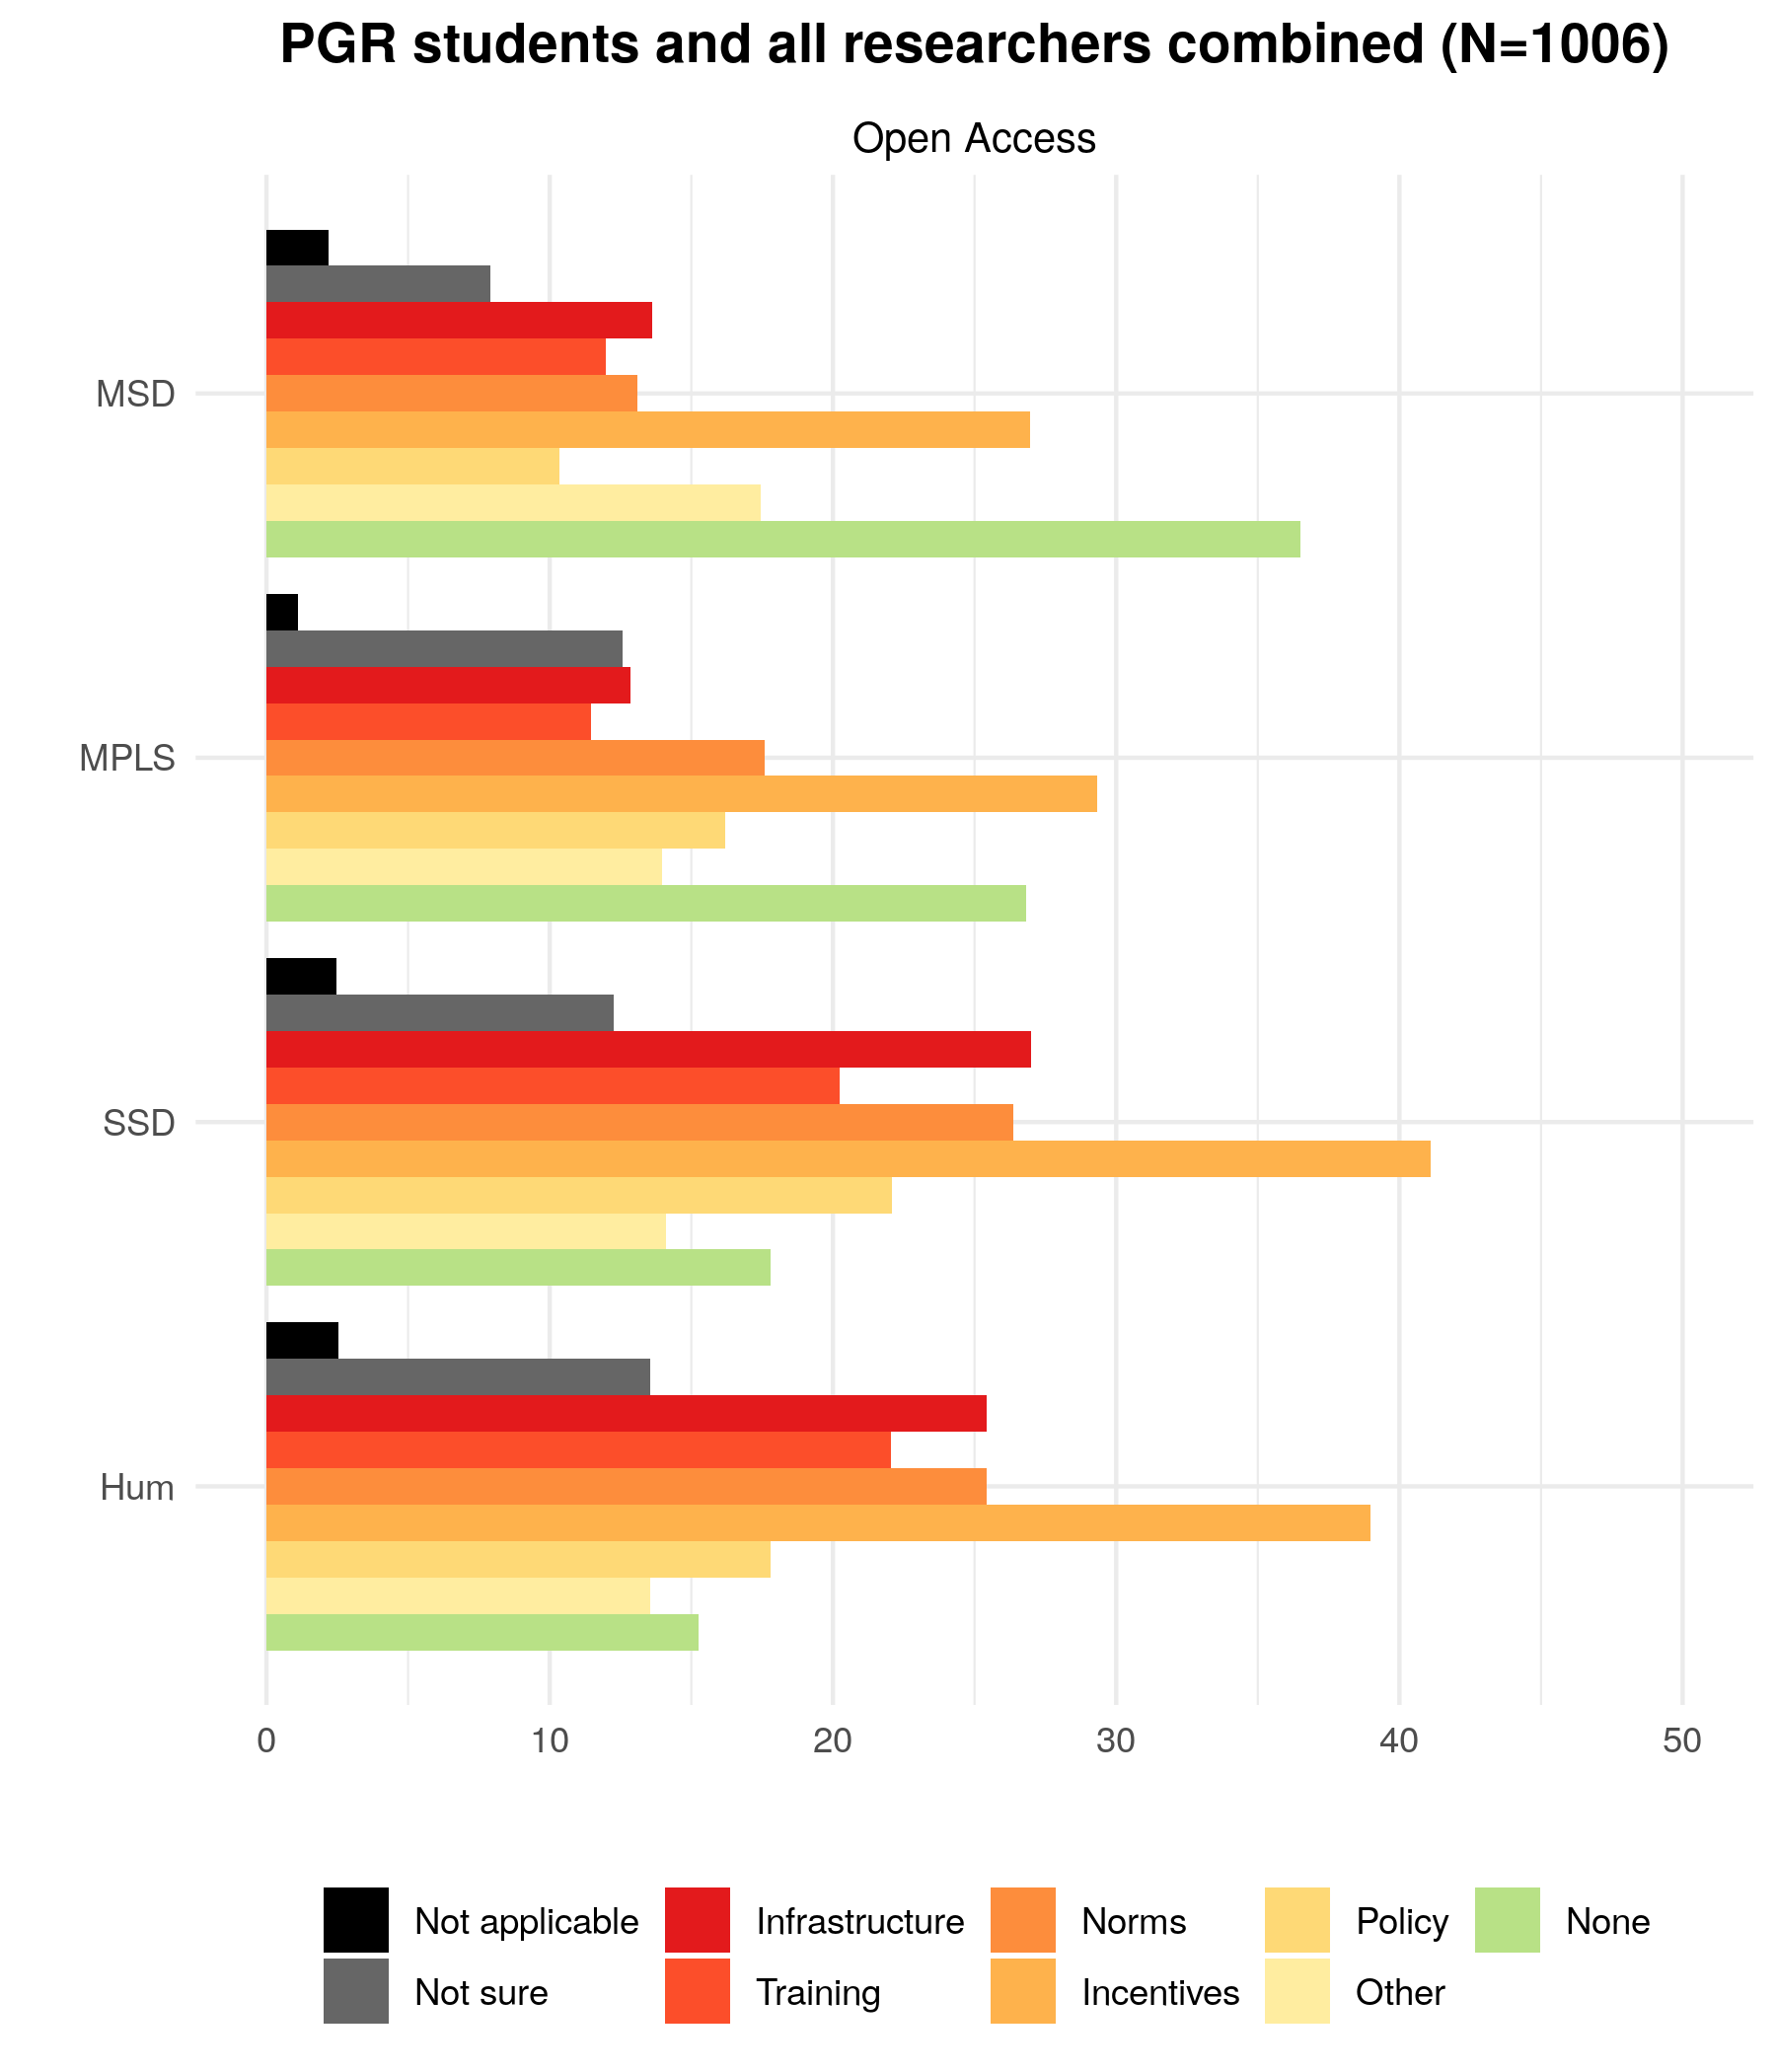 PGR students and all researchers combined (N=1006)
Open Access
MSD
MPLS
SSD
Hum
0 10 20 30 40 50
Not applicable Infrastructure Norms Policy None
Not sure Training Incentives Other